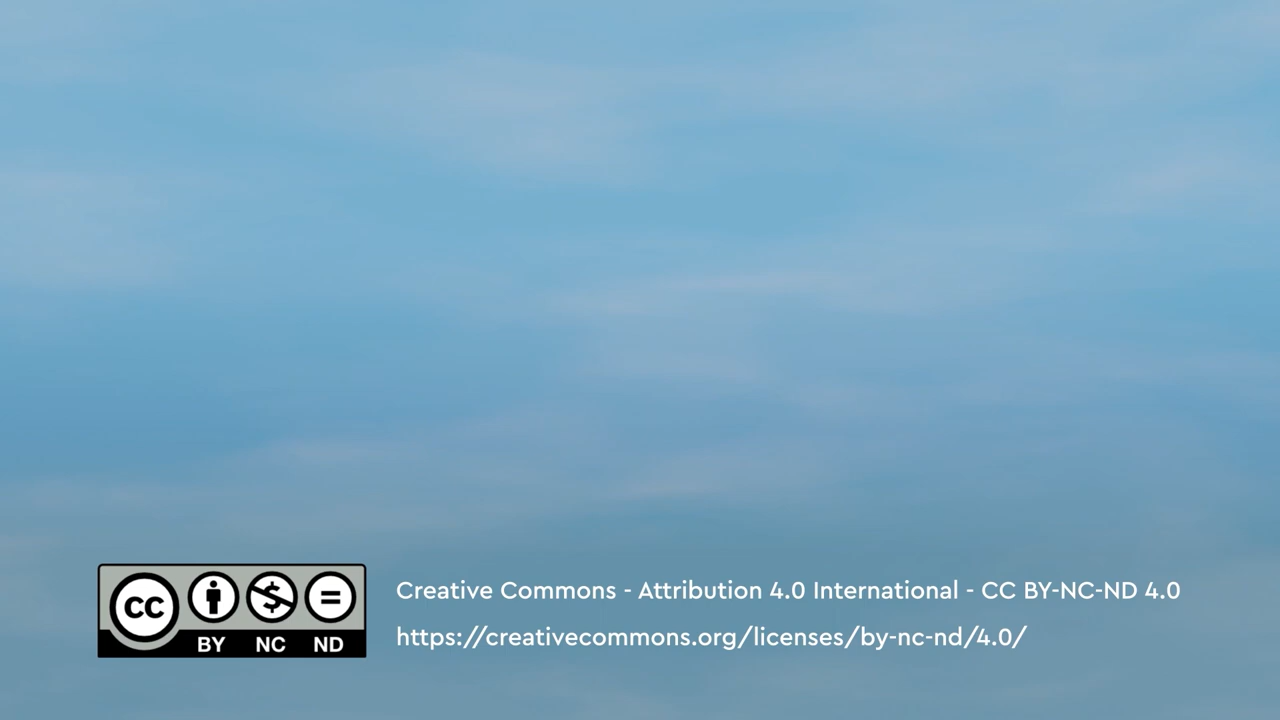 Creative Commons - Attribution 4.0 International - CC BY-NC-ND 4.0
https://creativecommons.org/licenses/by-nc-nd/4.0/
CC
BY NC ND